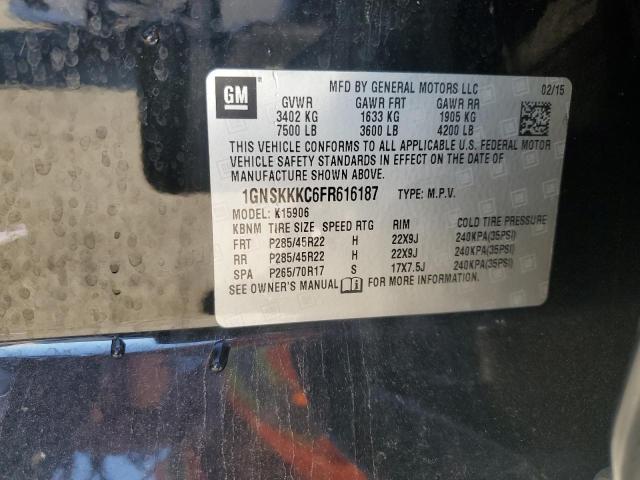 GM
MFD BY GENERAL MOTORS LLC 02/15
GVWR GAWR FRT GAWR RR
3402 KG 1633 KG 1905 KG
7500 LB 3600 LB 4200 LB
THIS VEHICLE CONFORMS TO ALL APPLICABLE U.S. FEDERAL MOTOR
VEHICLE SAFETY STANDARDS IN EFFECT ON THE DATE OF
MANUFACTURE SHOWN ABOVE.
1GNSKKKC6FR616187 TYPE: M.P.V.
MODEL: K15906
KBNM TIRE SIZE SPEED RTG RIM COLD TIRE PRESSURE
FRT P285/45R22 H 22X9J 240KPA(35PSI)
RR P285/45R22 H 22X9J 240KPA(35PSI)
SPA P265/70R17 S 17X7.5J 240KPA(35PSI)
SEE OWNER'S MANUAL FOR MORE INFORMATION.